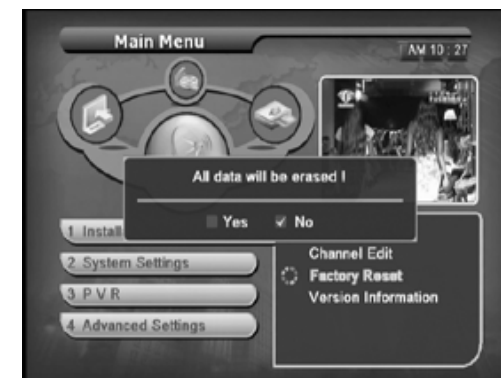 Main Menu
AM 10 : 27
All data will be erased !
Yes No
1 Install
2 System Settings
3 P V R
4 Advanced Settings
Channel Edit
Factory Reset
Version Information